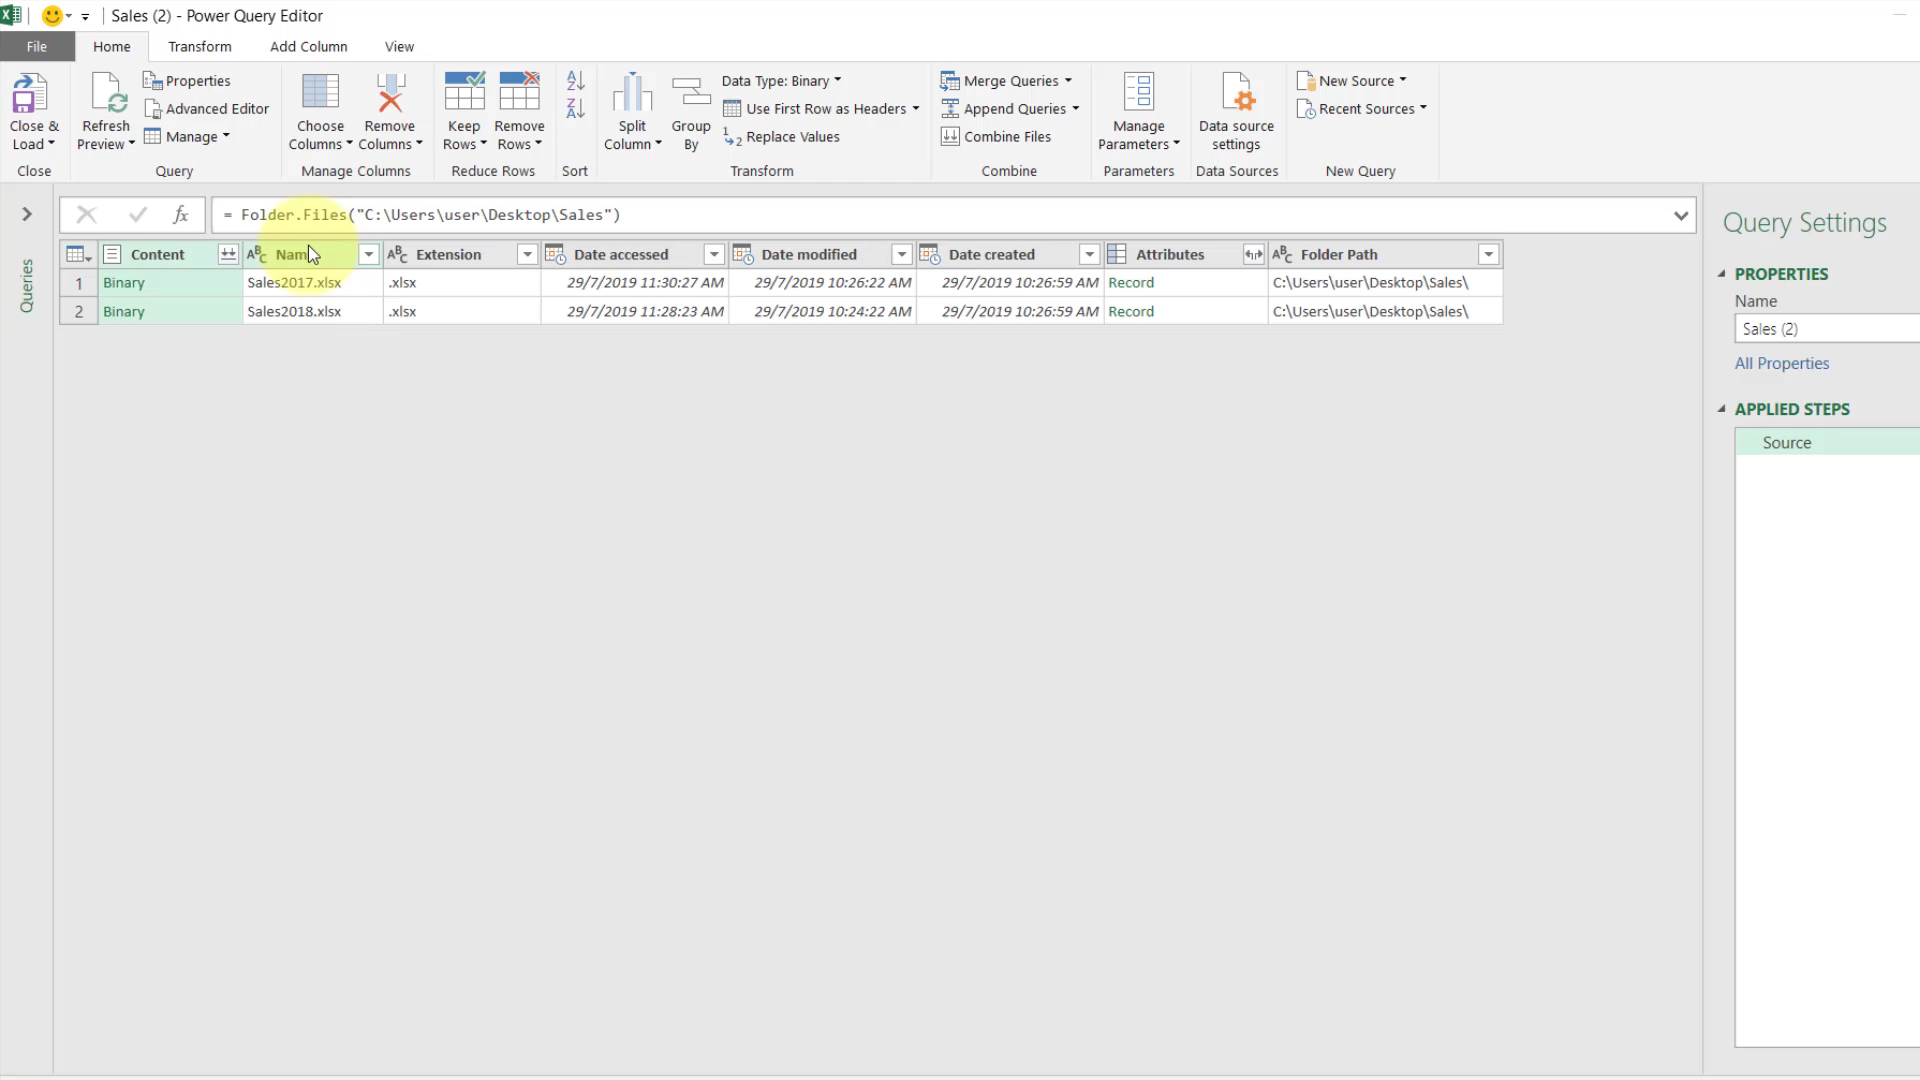 Sales (2) - Power Query Editor
File Home Transform Add Column View
Close & Load
Refresh Preview
Properties
Advanced Editor
Manage
Choose Columns
Remove Columns
Keep Rows
Remove Rows
A Z
Z A
Split Column
Group By
Data Type: Binary
Use First Row as Headers
1 2 Replace Values
Merge Queries
Append Queries
Combine Files
Manage Parameters
Data source settings
New Source
Recent Sources
Close Query Manage Columns Reduce Rows Sort Transform Combine Parameters Data Sources New Query
fx = Folder.Files("C:\Users\user\Desktop\Sales")
Queries
Content ABC Name ABC Extension Date accessed Date modified Date created Attributes ABC Folder Path
1 Binary Sales2017.xlsx .xlsx 29/7/2019 11:30:27 AM 29/7/2019 10:26:22 AM 29/7/2019 10:26:59 AM Record C:\Users\user\Desktop\Sales\
2 Binary Sales2018.xlsx .xlsx 29/7/2019 11:28:23 AM 29/7/2019 10:24:22 AM 29/7/2019 10:26:59 AM Record C:\Users\user\Desktop\Sales\
Query Settings
PROPERTIES
Name
Sales (2)
All Properties
APPLIED STEPS
Source